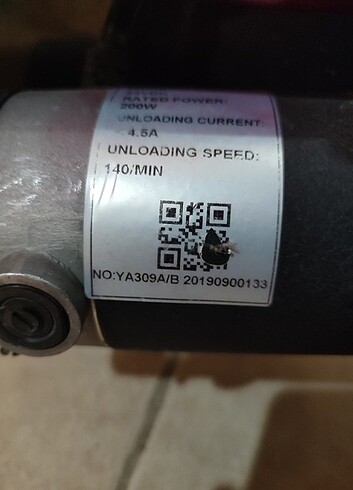 RATED POWER:
200W
UNLOADING CURRENT:
4.5A
UNLOADING SPEED:
140/MIN
NO:YA309A/B 20190900133